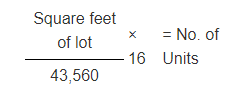 Square feet
of lot
43,560
×
16
= No. of
Units